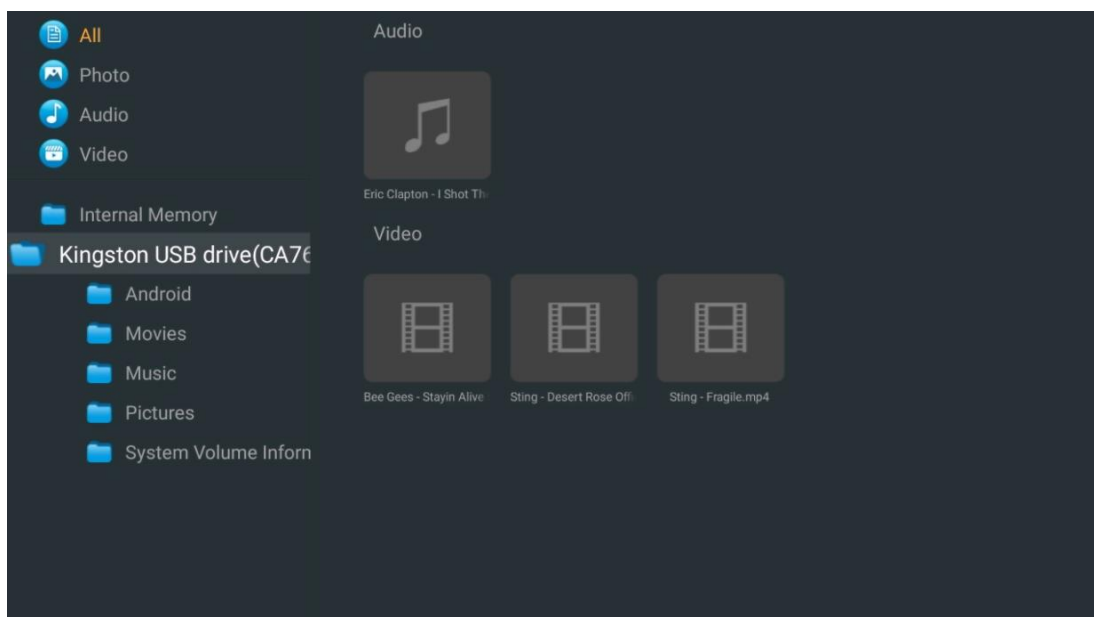 All
Photo
Audio
Video
Internal Memory
Kingston USB drive(CA76
Android
Movies
Music
Pictures
System Volume Inforn
Audio
Eric Clapton - I Shot Th
Video
Bee Gees - Stayin Alive
Sting - Desert Rose Offi
Sting - Fragile.mp4